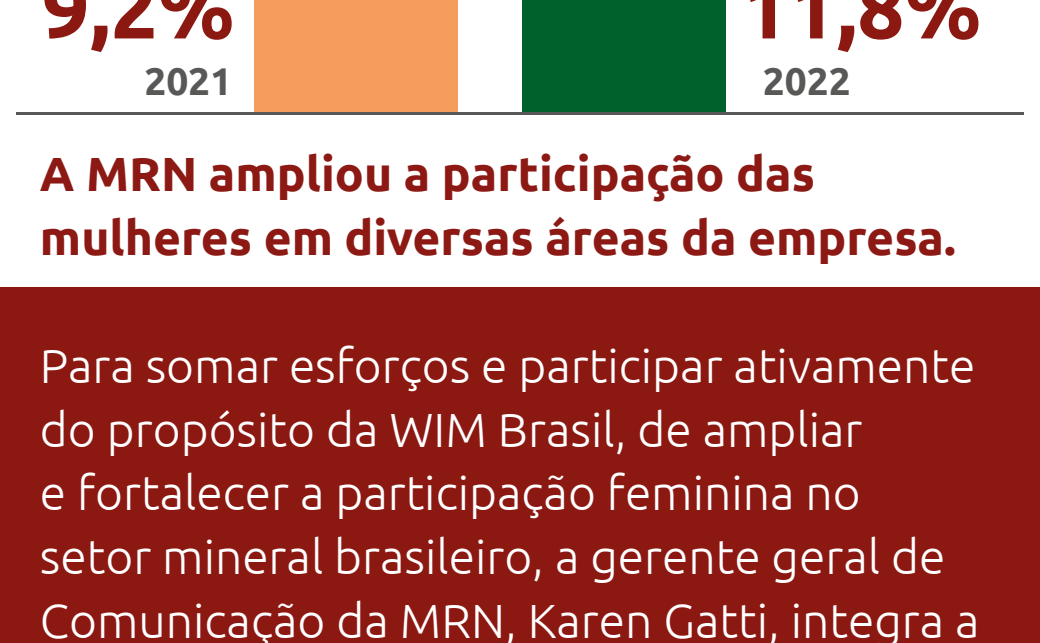 9,2%
11,8%
2021
2022
A MRN ampliou a participação das
mulheres em diversas áreas da empresa.
Para somar esforços e participar ativamente
do propósito da WIM Brasil, de ampliar
e fortalecer a participação feminina no
setor mineral brasileiro, a gerente geral de
Comunicação da MRN, Karen Gatti, integra a